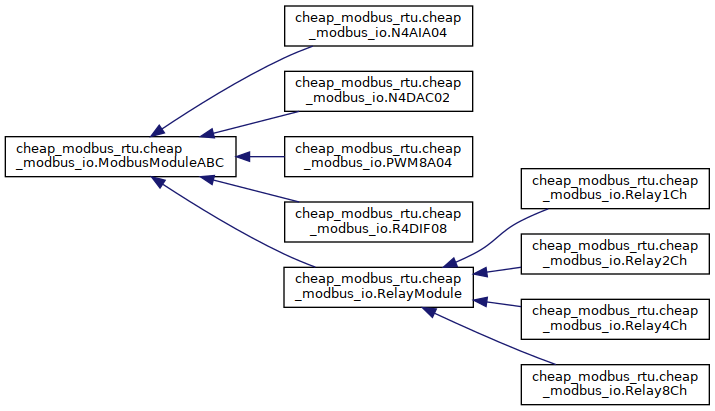 cheap_modbus_rtu.cheap
_modbus_io.N4AIA04
cheap_modbus_rtu.cheap
_modbus_io.N4DAC02
cheap_modbus_rtu.cheap
_modbus_io.ModbusModuleABC
cheap_modbus_rtu.cheap
_modbus_io.PWM8A04
cheap_modbus_rtu.cheap
_modbus_io.R4DIF08
cheap_modbus_rtu.cheap
_modbus_io.RelayModule
cheap_modbus_rtu.cheap
_modbus_io.Relay1Ch
cheap_modbus_rtu.cheap
_modbus_io.Relay2Ch
cheap_modbus_rtu.cheap
_modbus_io.Relay4Ch
cheap_modbus_rtu.cheap
_modbus_io.Relay8Ch